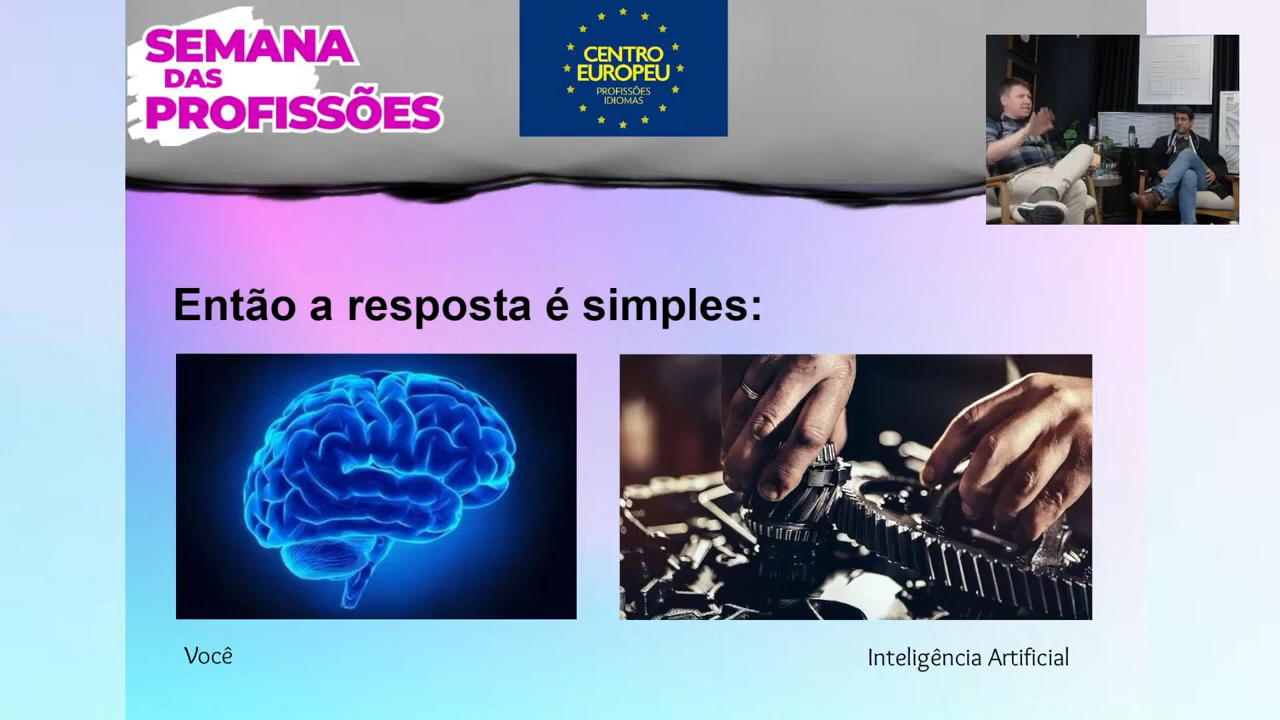 SEMANA
DAS
PROFISSÕES
CENTRO
EUROPEU
PROFISSÕES
IDIOMAS
Então a resposta é simples:
Você
Inteligência Artificial